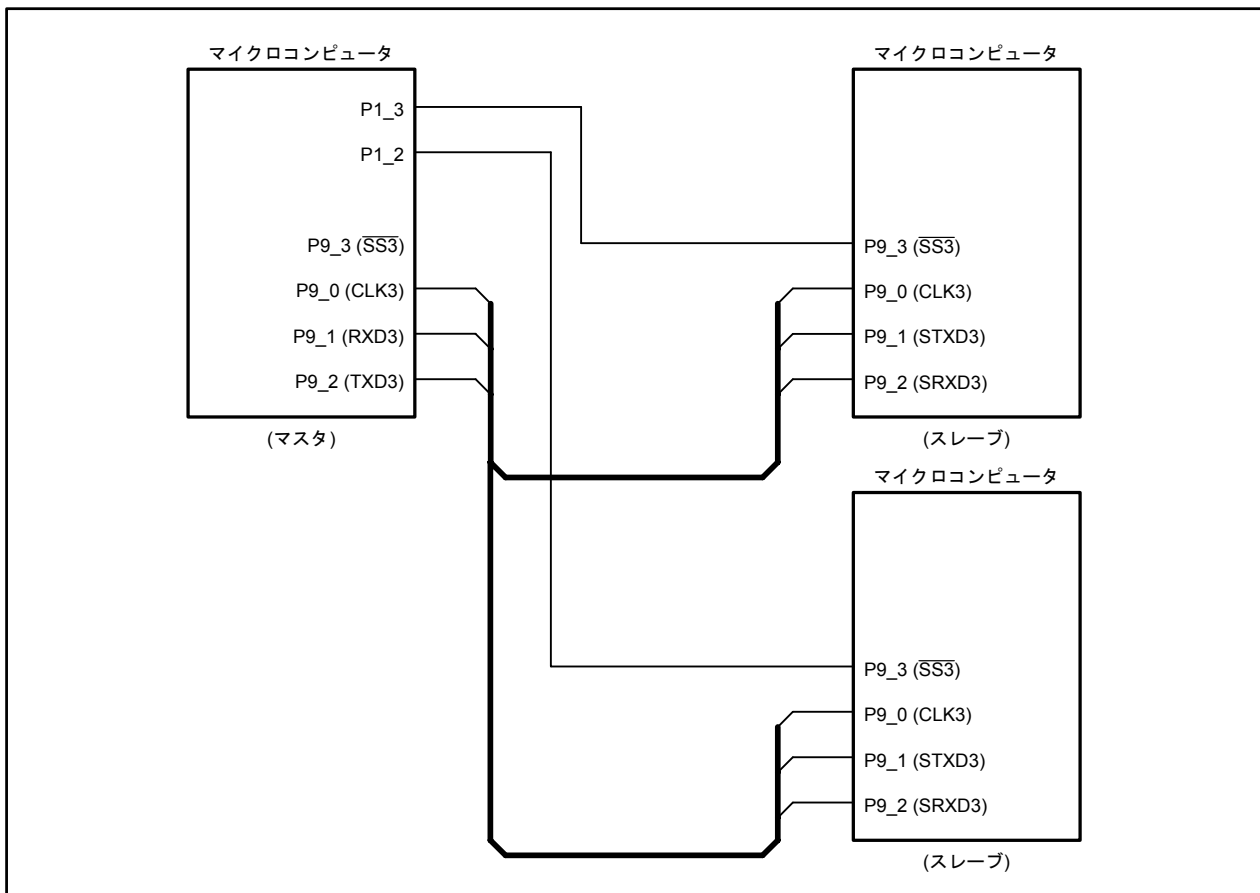 マイクロコンピュータ
P1_3
P1_2
P9_3 (SS3)
P9_0 (CLK3)
P9_1 (RXD3)
P9_2 (TXD3)
(マスタ)
マイクロコンピュータ
P9_3 (SS3)
P9_0 (CLK3)
P9_1 (STXD3)
P9_2 (SRXD3)
(スレーブ)
マイクロコンピュータ
P9_3 (SS3)
P9_0 (CLK3)
P9_1 (STXD3)
P9_2 (SRXD3)
(スレーブ)